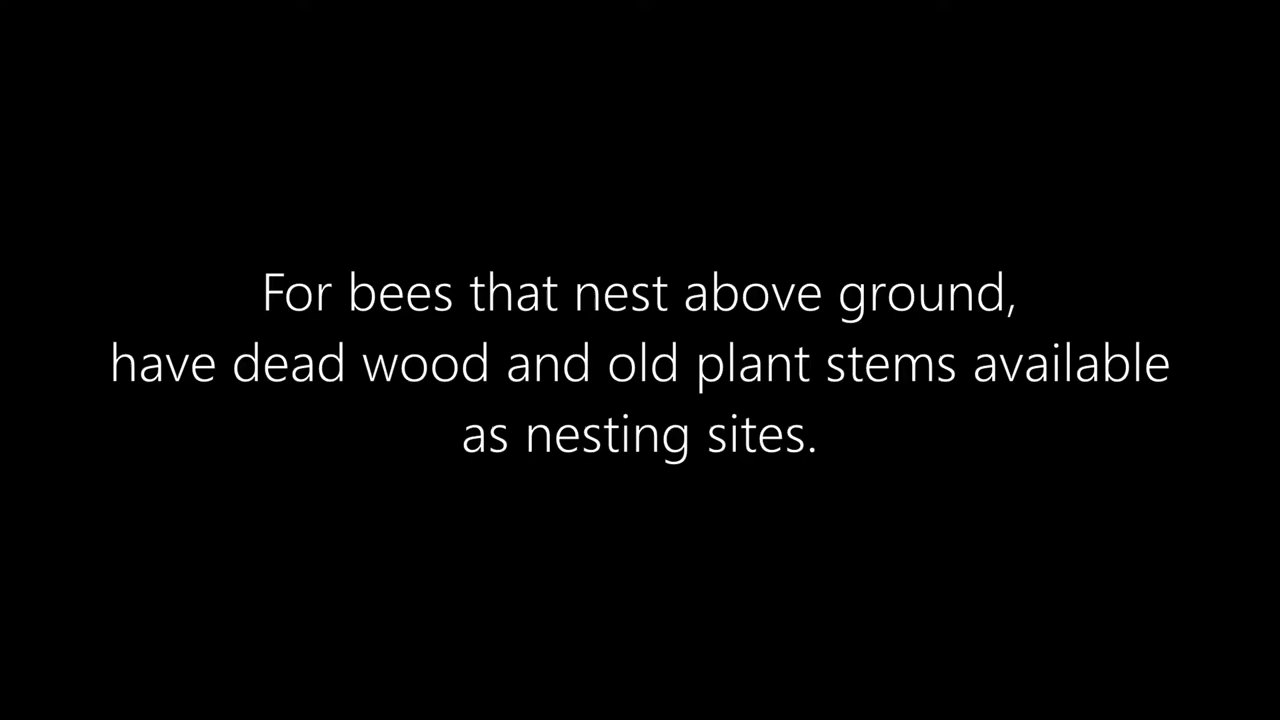 For bees that nest above ground,
have dead wood and old plant stems available
as nesting sites.